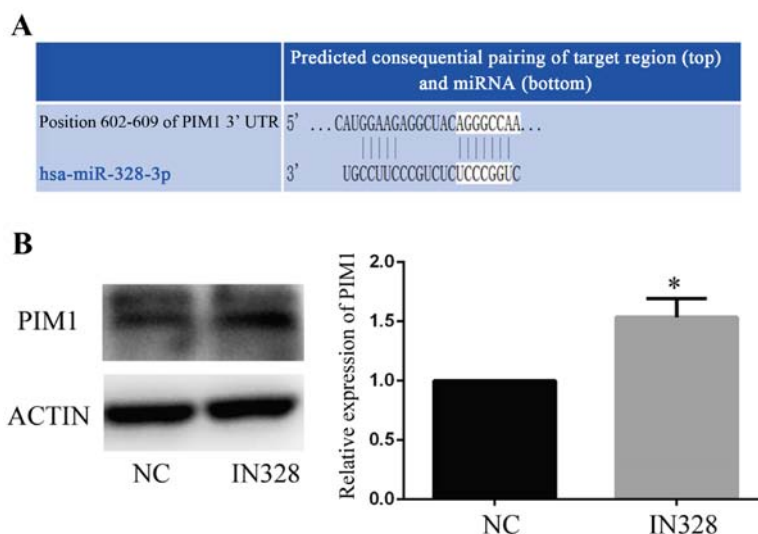 A
Predicted consequential pairing of target region (top)
and miRNA (bottom)
Position 602-609 of PIM1 3' UTR 5' ...CAUGGAAGAGGCUACAGGGCCAA...
hsa-miR-328-3p 3' UGCCUUCCCGUCUCUCCCGGUC
B
PIM1
ACTIN
NC IN328
Relative expression of PIM1
2.0
1.5
1.0
0.5
0.0
*
NC IN328